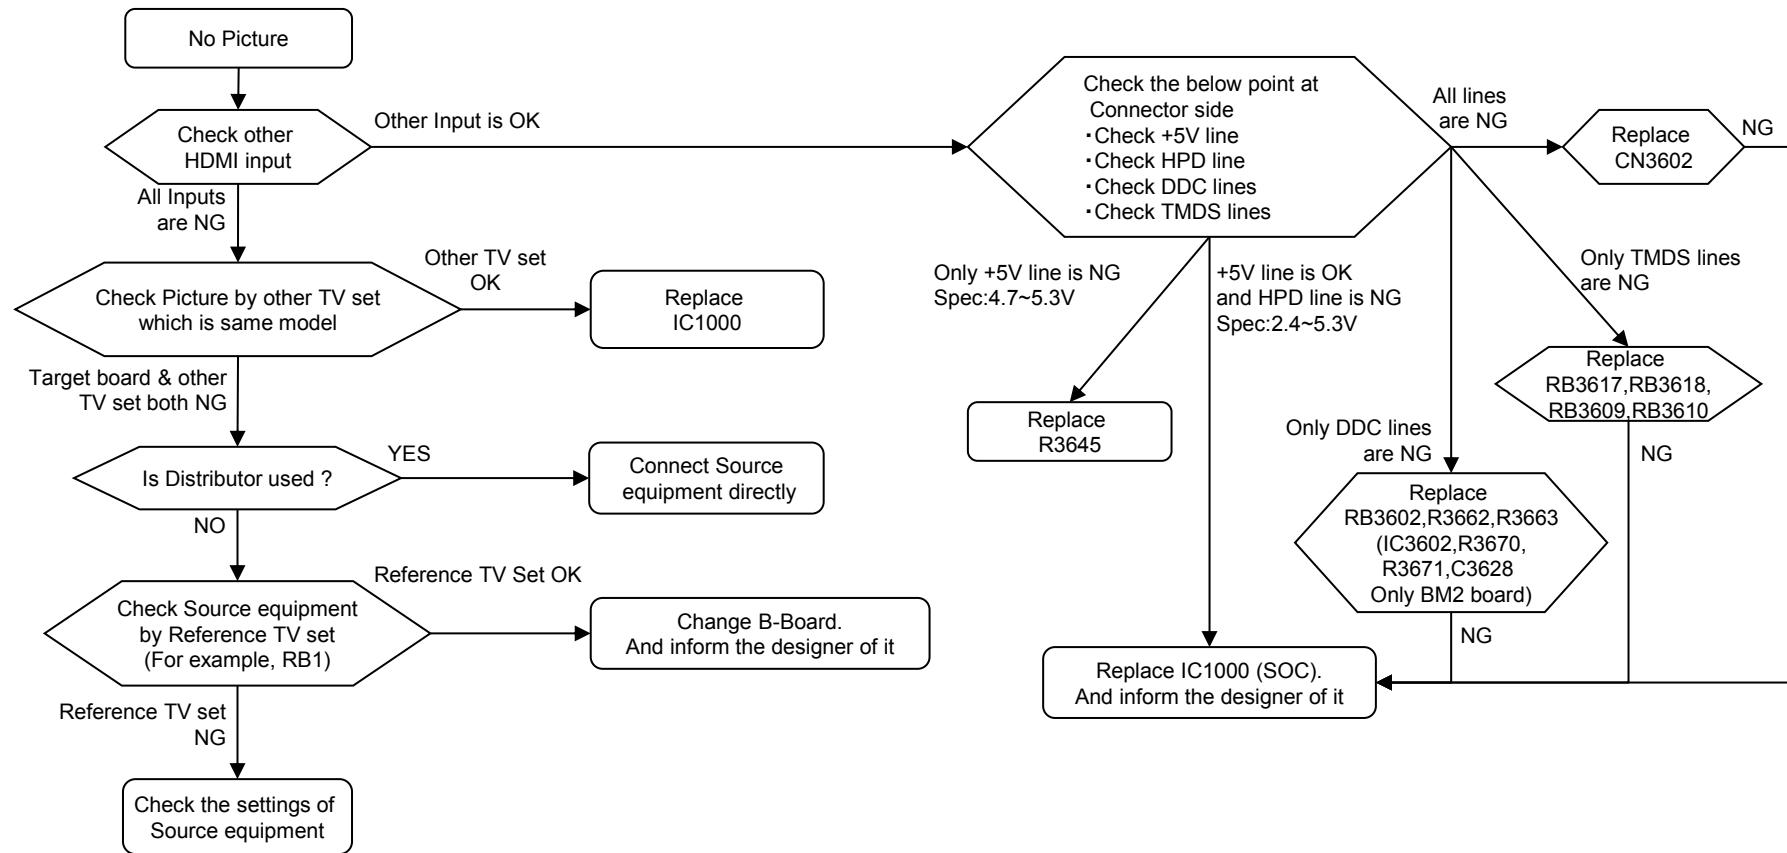 No Picture
Check other
HDMI input
Other Input is OK
All Inputs
are NG
Check Picture by other TV set
which is same model
Other TV set
OK
Replace
IC1000
Target board & other
TV set both NG
Is Distributor used ?
YES
Connect Source
equipment directly
NO
Check Source equipment
by Reference TV set
(For example, RB1)
Reference TV Set OK
Change B-Board.
And inform the designer of it
Reference TV set
NG
Check the settings of
Source equipment
Check the below point at
Connector side
・Check +5V line
・Check HPD line
・Check DDC lines
・Check TMDS lines
All lines
are NG
Replace
CN3602
NG
Only +5V line is NG
Spec:4.7~5.3V
Replace
R3645
+5V line is OK
and HPD line is NG
Spec:2.4~5.3V
Only TMDS lines
are NG
Replace
RB3617,RB3618,
RB3609,RB3610
NG
Only DDC lines
are NG
Replace
RB3602,R3662,R3663
(IC3602,R3670,
R3671,C3628
Only BM2 board)
NG
Replace IC1000 (SOC).
And inform the designer of it